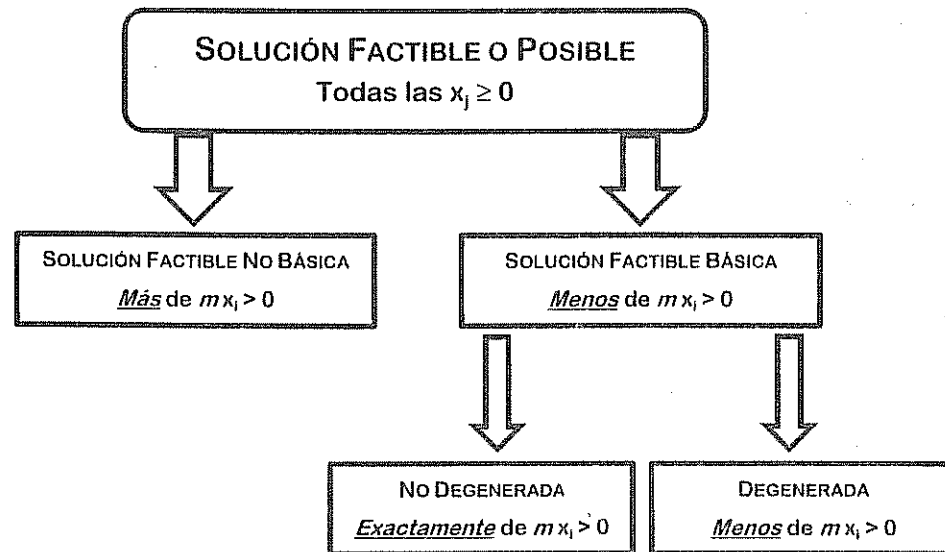 SOLUCIÓN FACTIBLE O POSIBLE
Todas las xj ≥ 0
SOLUCIÓN FACTIBLE NO BÁSICA
Más de m xi > 0
SOLUCIÓN FACTIBLE BÁSICA
Menos de m xi > 0
NO DEGENERADA
Exactamente de m xi > 0
DEGENERADA
Menos de m xi > 0